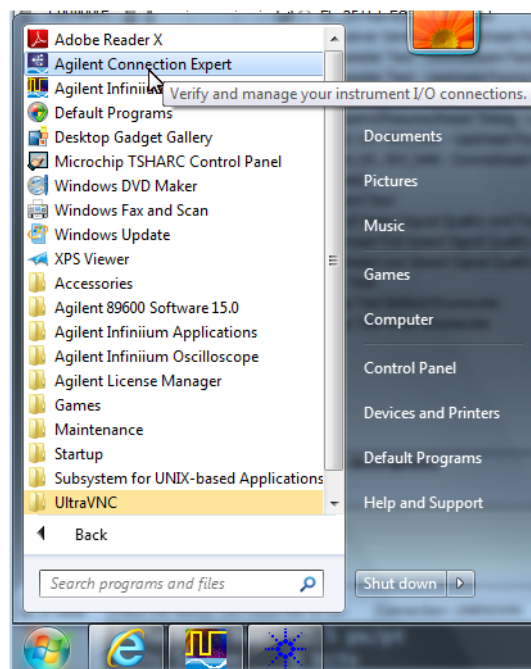 Adobe Reader X
Agilent Connection Expert
Verify and manage your instrument I/O connections.
Default Programs
Desktop Gadget Gallery
Microchip TSHARC Control Panel
Windows DVD Maker
Windows Fax and Scan
Windows Update
XPS Viewer
Accessories
Agilent 89600 Software 15.0
Agilent Infiniium Applications
Agilent Infiniium Oscilloscope
Agilent License Manager
Games
Maintenance
Startup
Subsystem for UNIX-based Applications
UltraVNC
Back
Search programs and files
Documents
Pictures
Music
Games
Computer
Control Panel
Devices and Printers
Default Programs
Help and Support
Shut down